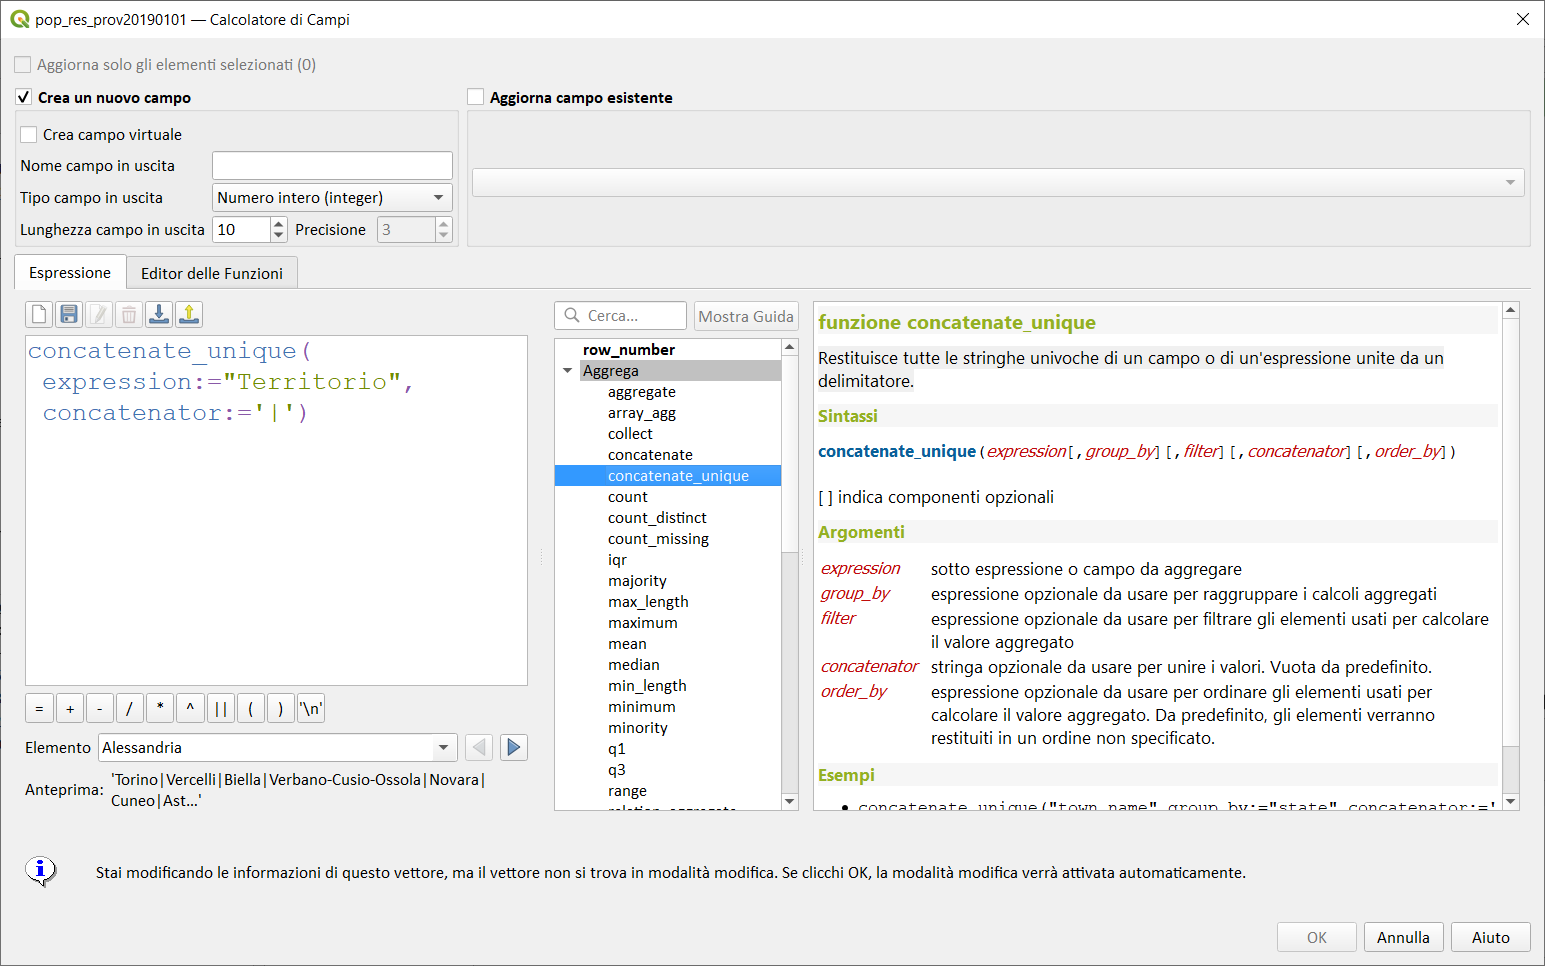 pop_res_prov20190101 — Calcolatore di Campi
Aggiorna solo gli elementi selezionati (0)
Crea un nuovo campo
Aggiorna campo esistente
Crea campo virtuale
Nome campo in uscita
Tipo campo in uscita
Numero intero (integer)
Lunghezza campo in uscita
10
Precisione
3
Espressione
Editor delle Funzioni
Cerca...
Mostra Guida
concatenate_unique(
expression:="Territorio",
concatenator:='|')
= + - / * ^ || ( ) '\n'
Elemento
Alessandria
Anteprima:
'Torino|Vercelli|Biella|Verbano-Cusio-Ossola|Novara|
Cuneo|Ast...'
row_number
Aggrega
aggregate
array_agg
collect
concatenate
concatenate_unique
count
count_distinct
count_missing
iqr
majority
max_length
maximum
mean
median
min_length
minimum
minority
q1
q3
range
relation_aggregate
funzione concatenate_unique
Restituisce tutte le stringhe univoche di un campo o di un'espressione unite da un
delimitatore.
Sintassi
concatenate_unique(expression[,group_by][,filter][,concatenator][,order_by])
[ ] indica componenti opzionali
Argomenti
expression sotto espressione o campo da aggregare
group_by espressione opzionale da usare per raggruppare i calcoli aggregati
filter espressione opzionale da usare per filtrare gli elementi usati per calcolare
il valore aggregato
concatenator stringa opzionale da usare per unire i valori. Vuota da predefinito.
order_by espressione opzionale da usare per ordinare gli elementi usati per
calcolare il valore aggregato. Da predefinito, gli elementi verranno
restituiti in un ordine non specificato.
Esempi
• concatenate_unique("town_name",group_by:="state",concatenator:='
Stai modificando le informazioni di questo vettore, ma il vettore non si trova in modalità modifica. Se clicchi OK, la modalità modifica verrà attivata automaticamente.
OK
Annulla
Aiuto